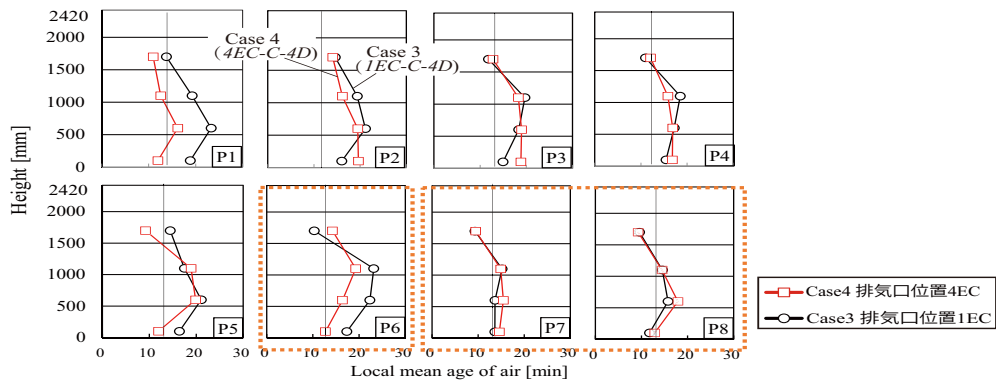 2420
2000
1500
1000
500
0
Case 4
(4EC-C-4D)
Case 3
(1EC-C-4D)
P1
P2
P3
P4
Height [mm]
2420
2000
1500
1000
500
0
P5
P6
P7
P8
0 10 20 30 0 10 20 30 0 10 20 30 0 10 20 30
Local mean age of air [min]
Case4 排気口位置4EC
Case3 排気口位置1EC